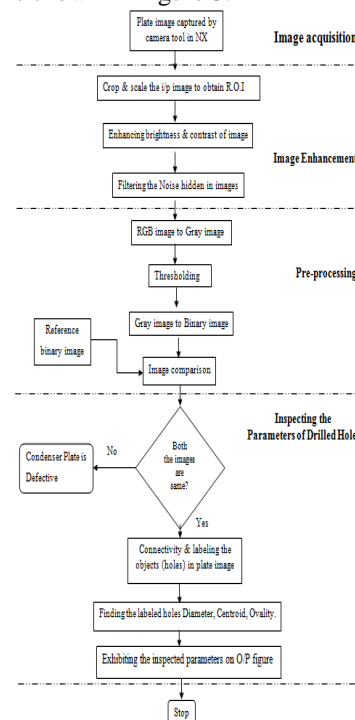 Plate image captured by
camera tool in NX
Image acquisition
Crop & scale the i/p image to obtain R.O.I
Enhancing brightness & contrast of image
Image Enhancement
Filtering the Noise hidden in images
RGB image to Gray image
Thresholding
Pre-processing
Gray image to Binary image
Reference
binary image
Image comparison
Inspecting the
Parameters of Drilled Hole
Both
the images
are
same?
No
Condenser Plate is
Defective
Yes
Connectivity & labeling the
objects (holes) in plate image
Finding the labeled holes Diameter, Centroid, Ovality.
Exhibiting the inspected parameters on O/P figure
Stop